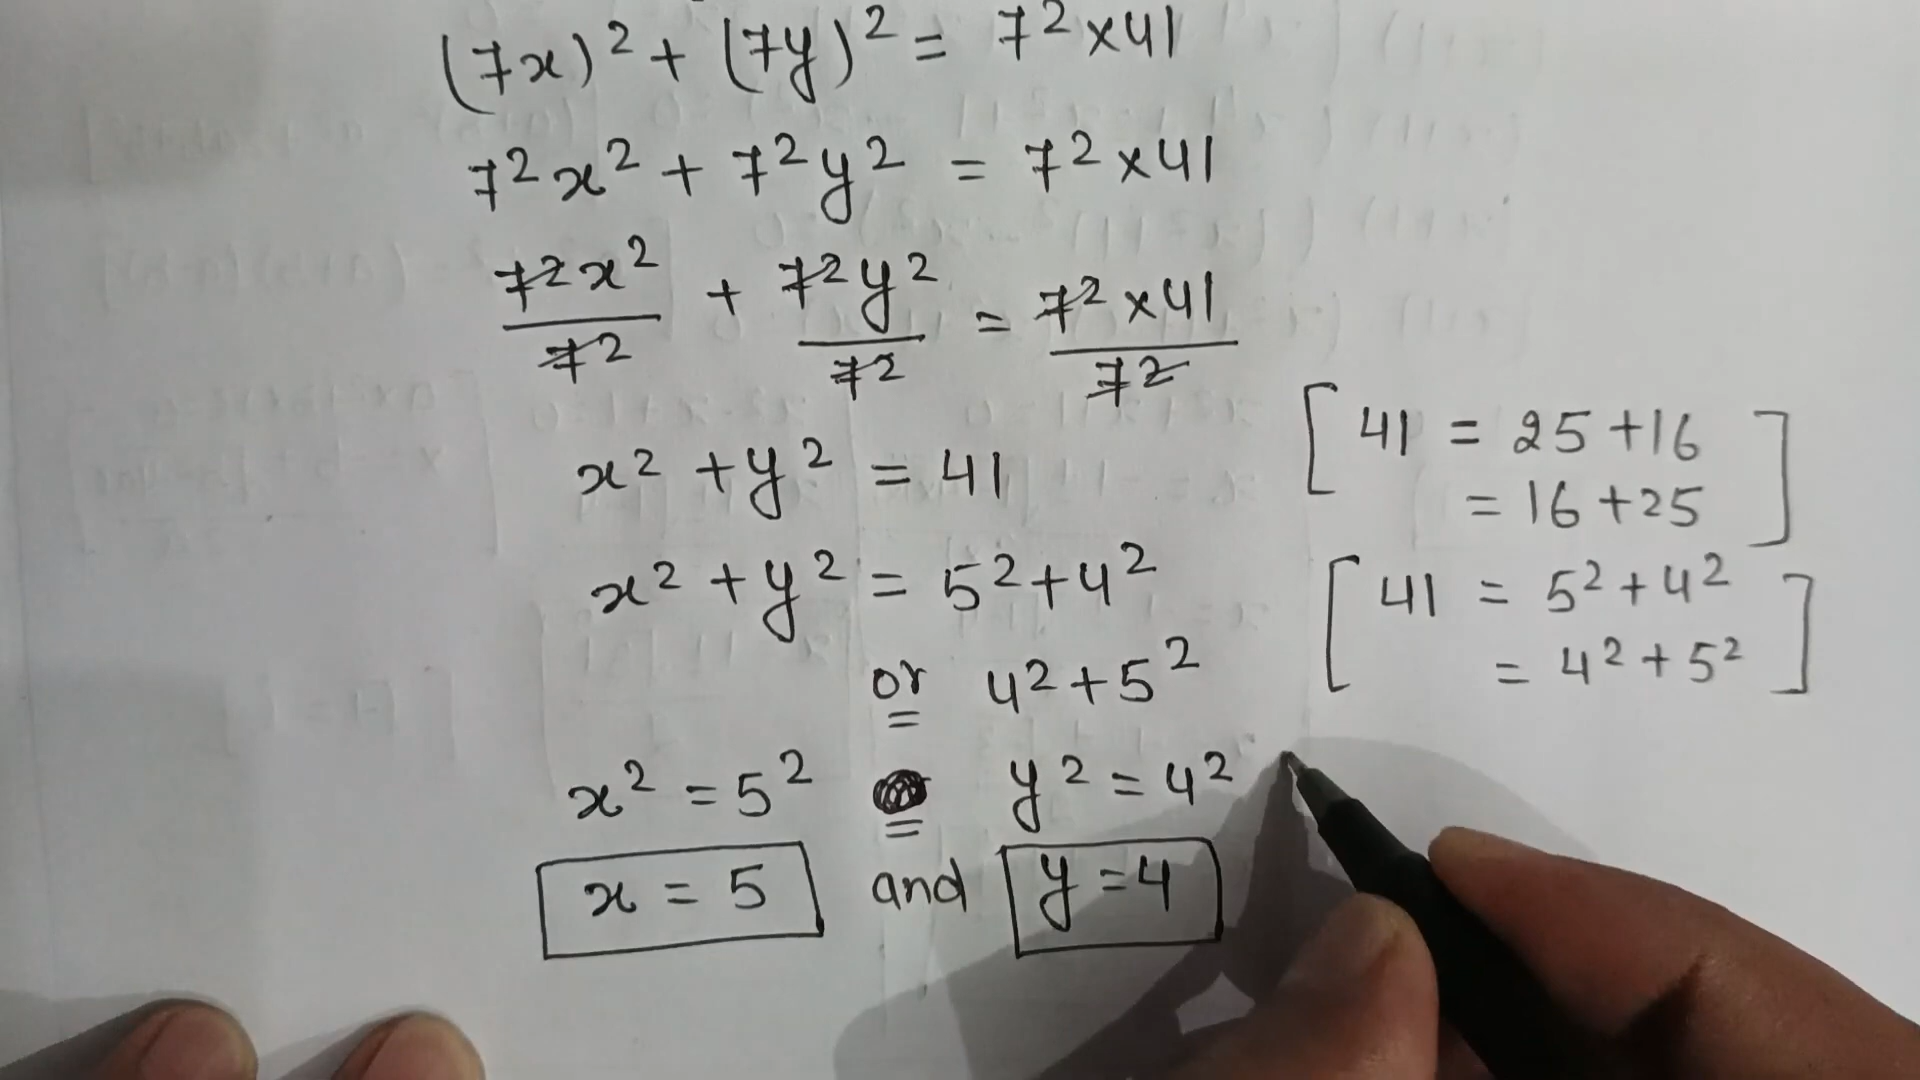 (7x)² + (7y)² = 7² × 41
7²x² + 7²y² = 7² × 41
7²x²/7² + 7²y²/7² = 7² × 41/7²
x² + y² = 41
[41 = 25 + 16
= 16 + 25]
x² + y² = 5² + 4²
or 4² + 5²
[41 = 5² + 4²
= 4² + 5²]
x² = 5² y² = 4²
x = 5 and y = 4